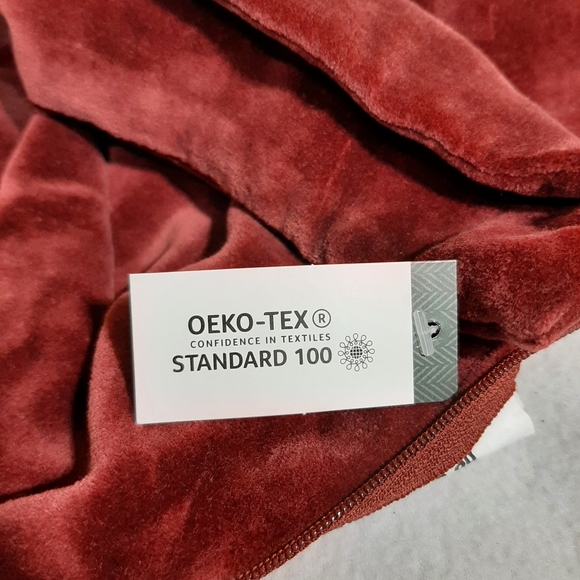 OEKO-TEX®
CONFIDENCE IN TEXTILES
STANDARD 100